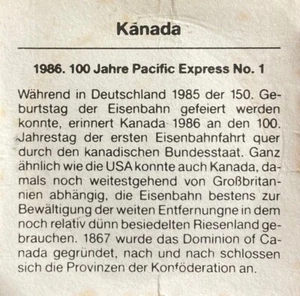 Kanada
1986. 100 Jahre Pacific Express No. 1
Während in Deutschland 1985 der 150. Ge-
burtstag der Eisenbahn gefeiert werden
konnte, erinnert Kanada 1986 an den 100.
Jahrestag der ersten Eisenbahnfahrt quer
durch den kanadischen Bundesstaat. Ganz
ähnlich wie die USA konnte auch Kanada, da-
mals noch weitestgehend von Großbritan-
nien abhängig, die Eisenbahn bestens zur
Bewältigung der weiten Entfernungne in dem
noch relativ dünn besiedelten Riesenland ge-
brauchen. 1867 wurde das Dominion of Ca-
nada gegründet, nach und nach schlossen
sich die Provinzen der Konföderation an.